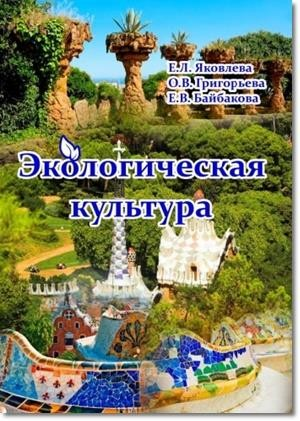 Е.Л. Яковлева
О.В. Григорьева
Е.В. Байбакова
Экологическая
культура